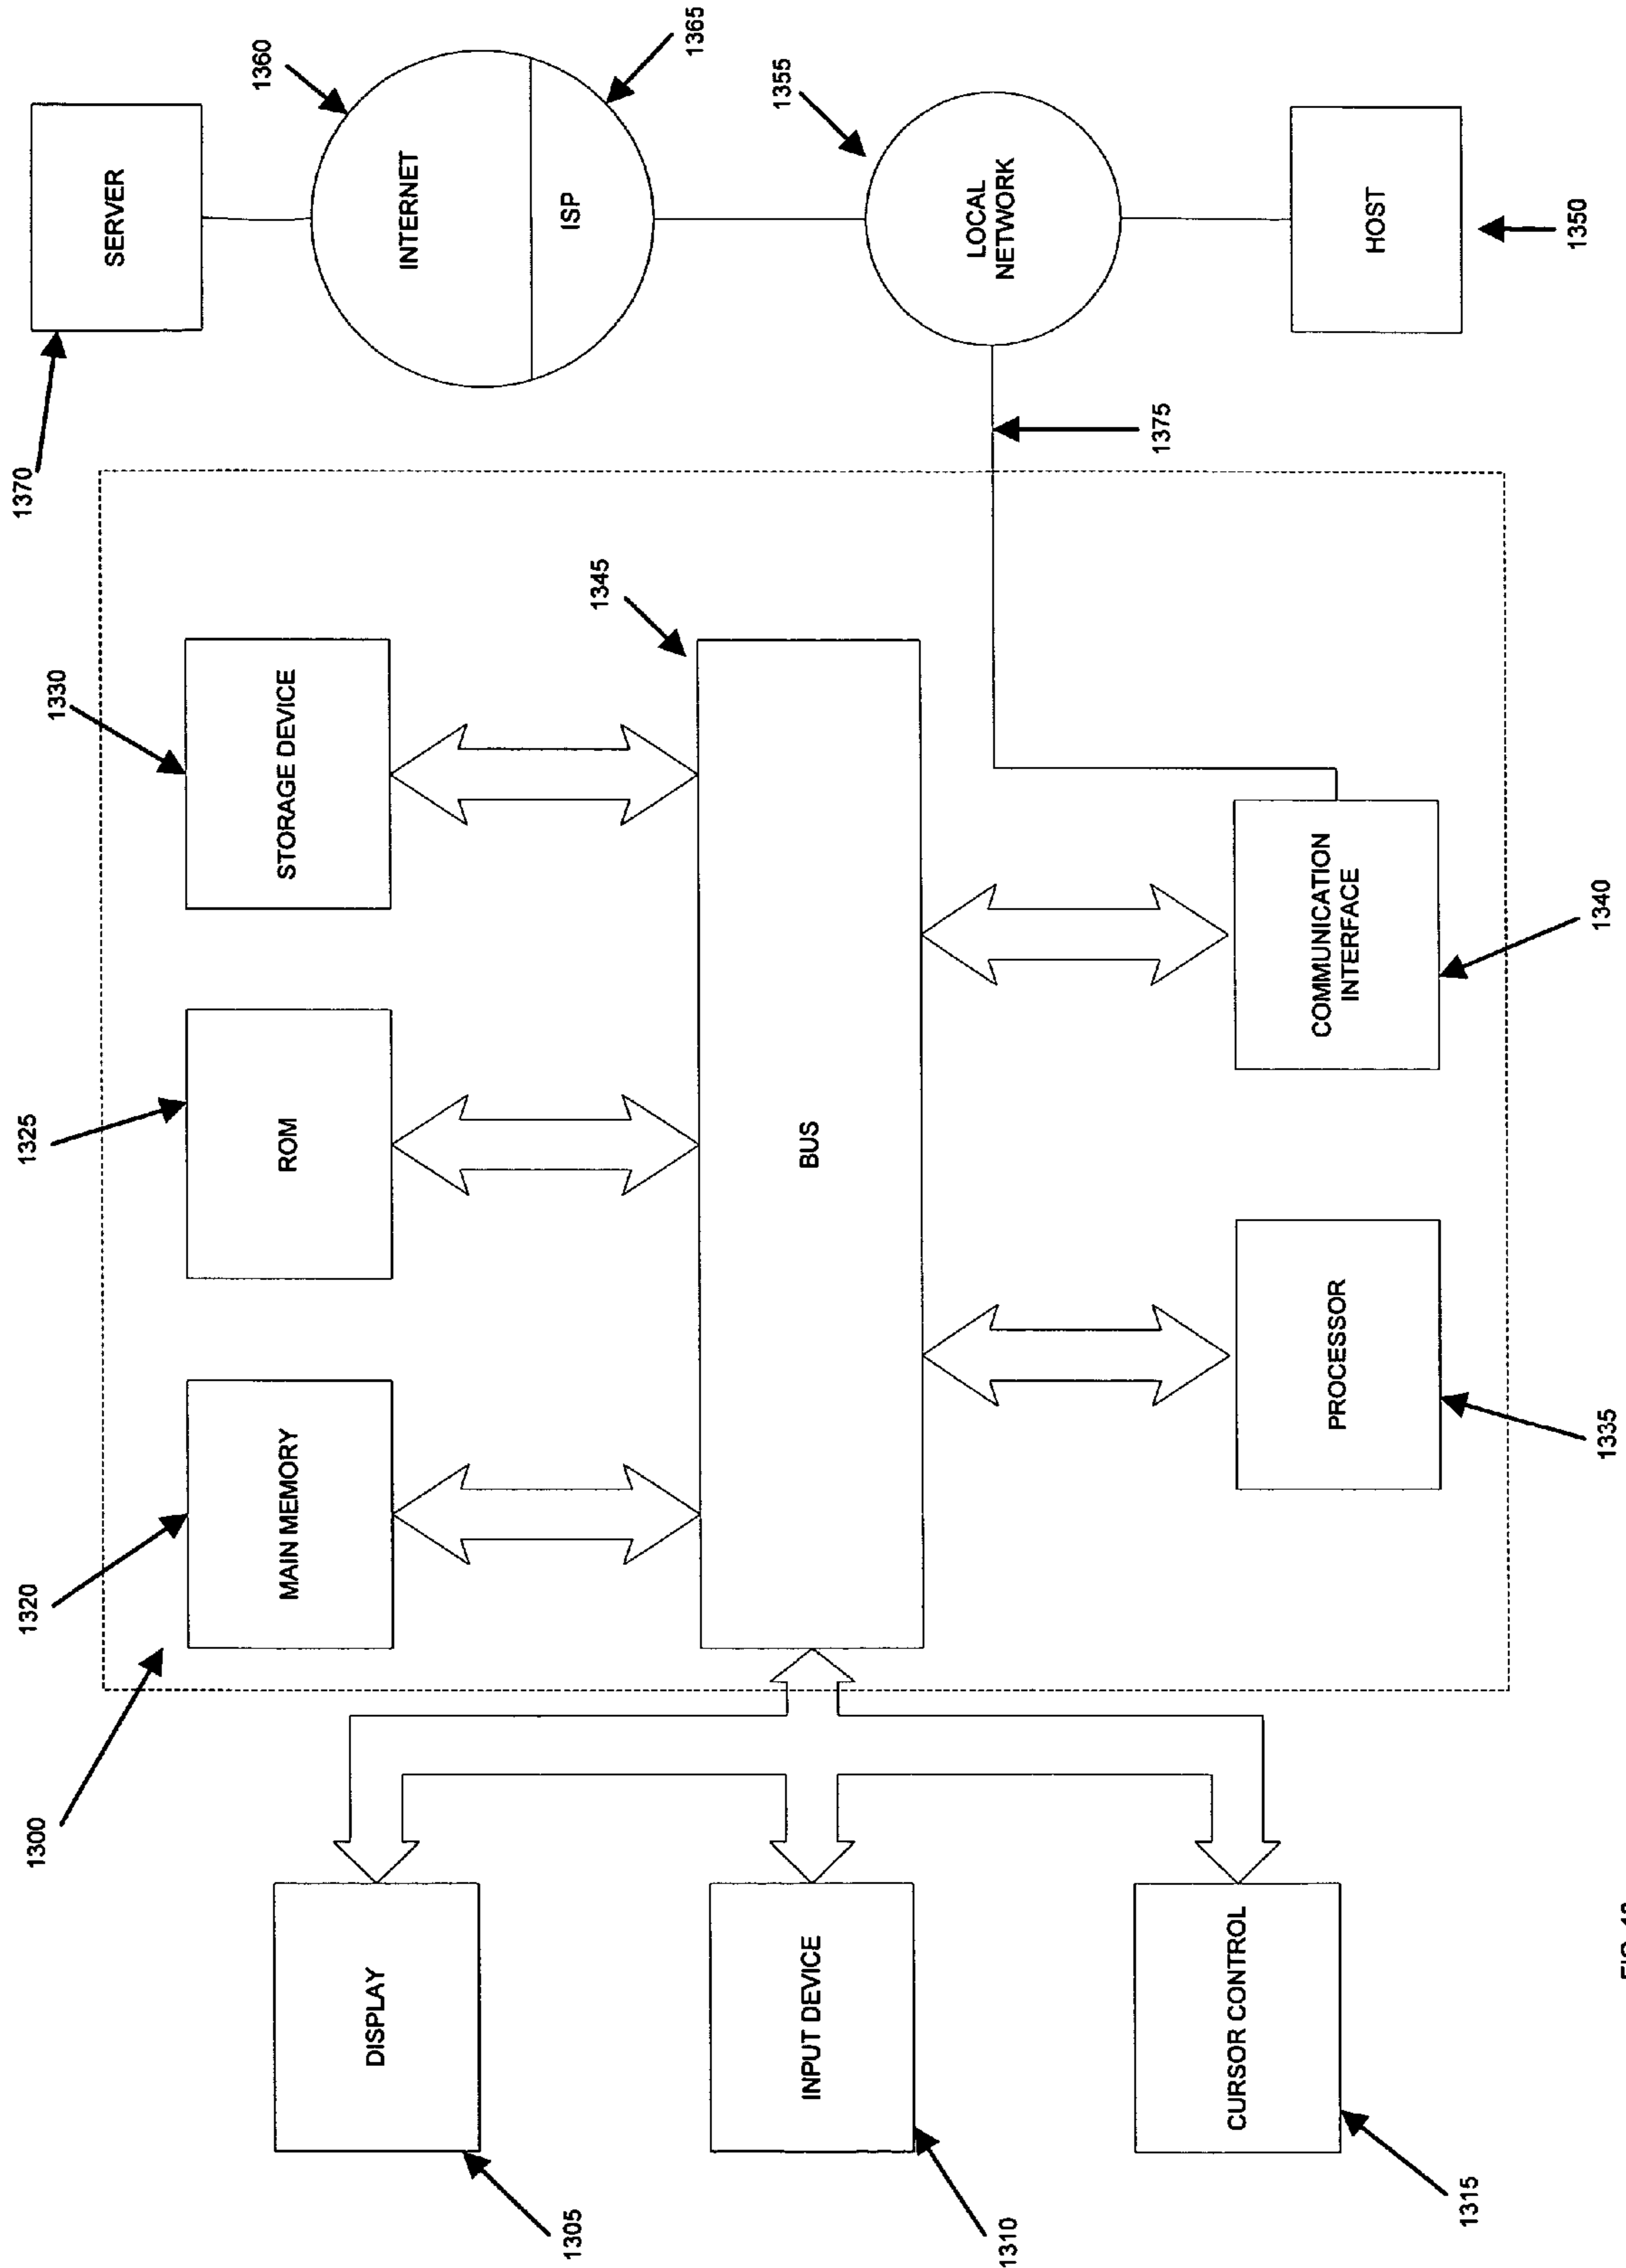 1300
1320
1325
1370
1330
SERVER
1360
MAIN MEMORY
ROM
STORAGE DEVICE
DISPLAY
INTERNET
ISP
1305
1345
1365
1355
INPUT DEVICE
BUS
LOCAL
NETWORK
1310
1375
CURSOR CONTROL
PROCESSOR
COMMUNICATION
INTERFACE
HOST
1315
1350
1335
1340